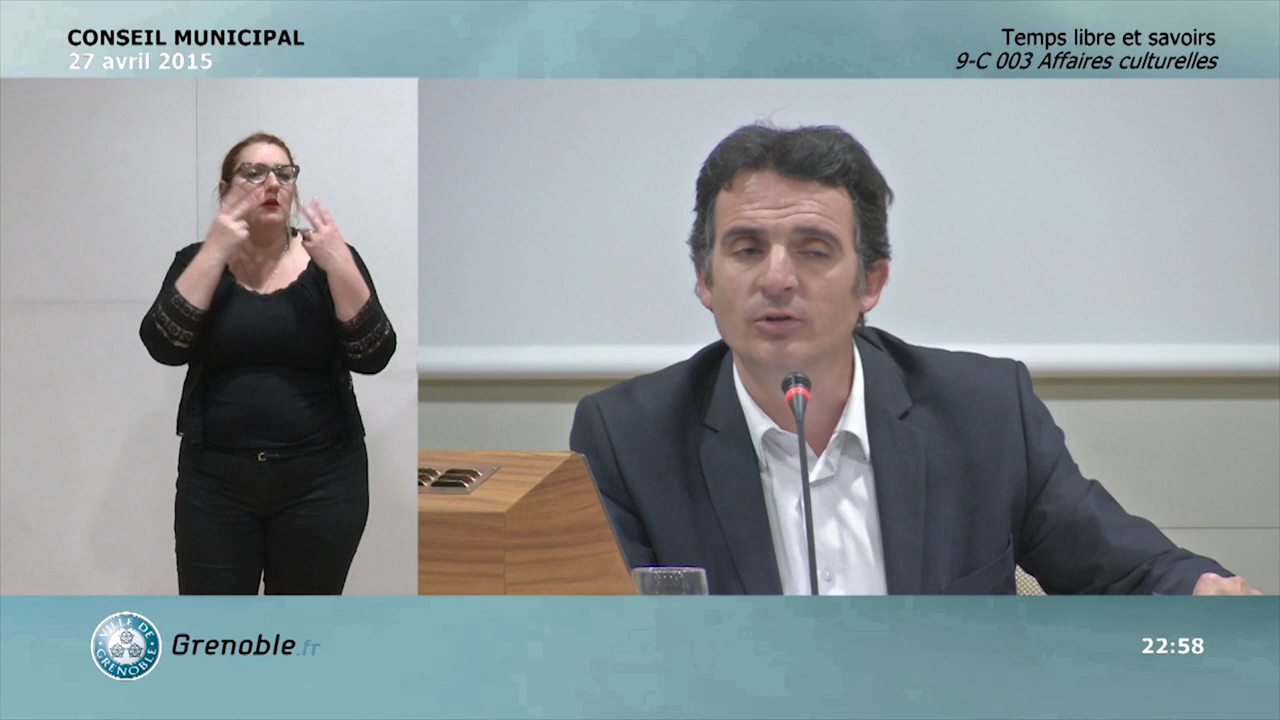 CONSEIL MUNICIPAL
27 avril 2015
Temps libre et savoirs
9-C 003 Affaires culturelles
VILLE DE GRENOBLE
Grenoble.fr
22:58